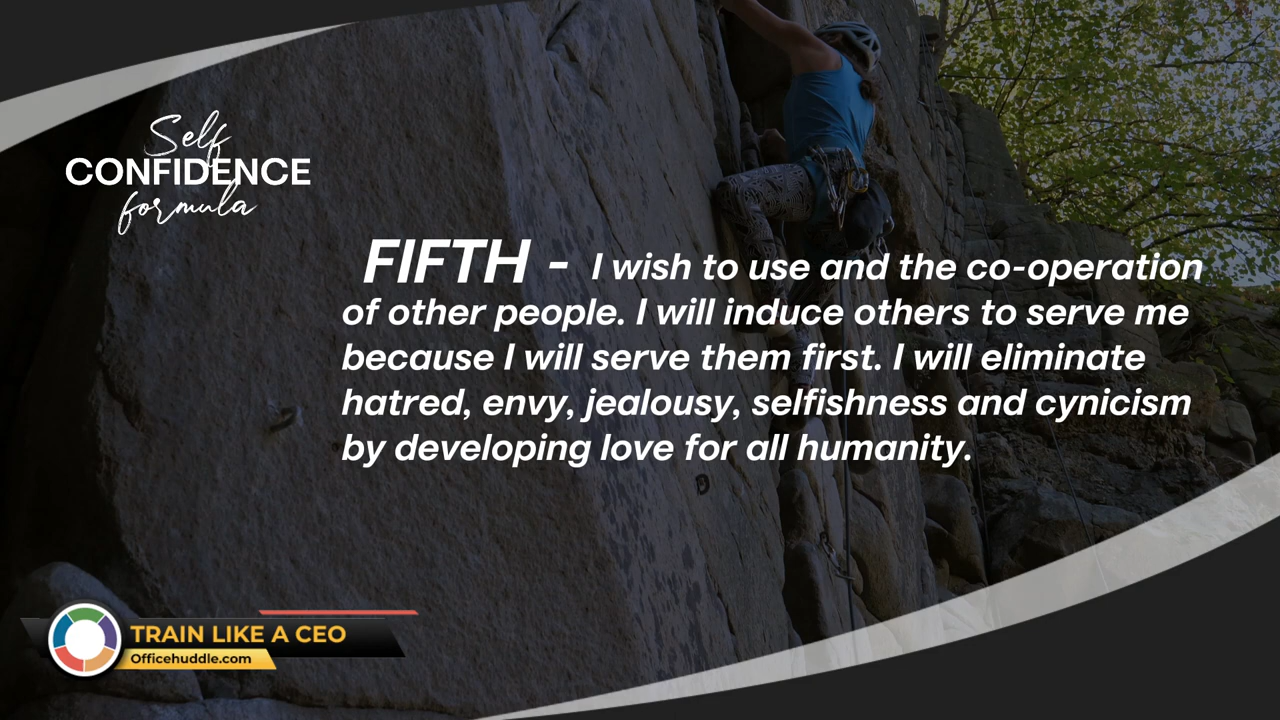 Self
CONFIDENCE
formula
FIFTH - I wish to use and the co-operation
of other people. I will induce others to serve me
because I will serve them first. I will eliminate
hatred, envy, jealousy, selfishness and cynicism
by developing love for all humanity.
TRAIN LIKE A CEO
Officehuddle.com